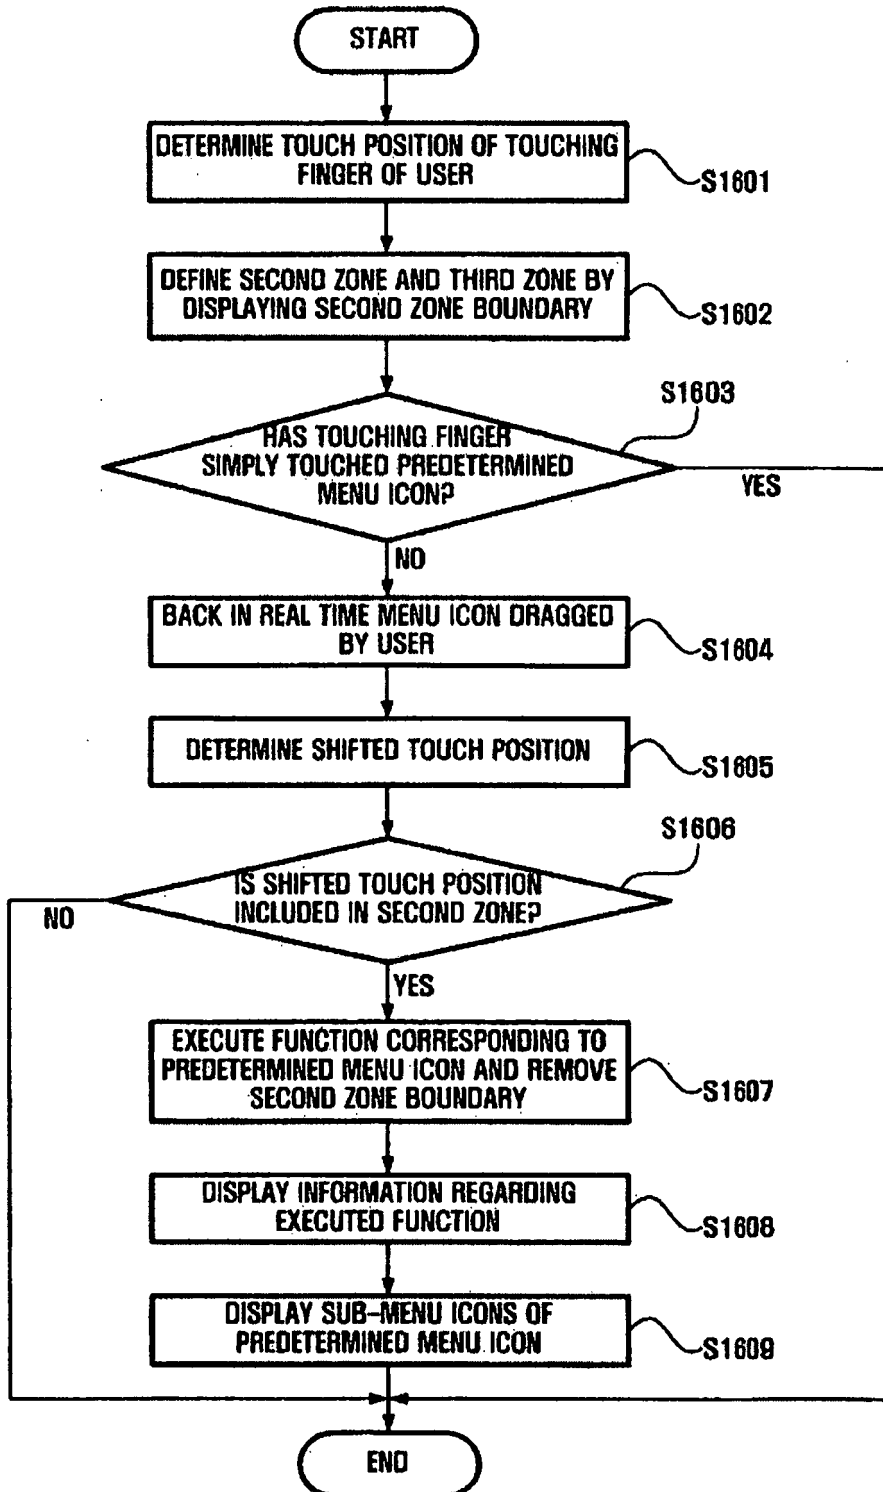 START
DETERMINE TOUCH POSITION OF TOUCHING
FINGER OF USER
S1601
DEFINE SECOND ZONE AND THIRD ZONE BY
DISPLAYING SECOND ZONE BOUNDARY
S1602
S1603
HAS TOUCHING FINGER
SIMPLY TOUCHED PREDETERMINED
MENU ICON?
YES
NO
BACK IN REAL TIME MENU ICON DRAGGED
BY USER
S1604
DETERMINE SHIFTED TOUCH POSITION
S1605
S1606
IS SHIFTED TOUCH POSITION
INCLUDED IN SECOND ZONE?
NO
YES
EXECUTE FUNCTION CORRESPONDING TO
PREDETERMINED MENU ICON AND REMOVE
SECOND ZONE BOUNDARY
S1607
DISPLAY INFORMATION REGARDING
EXECUTED FUNCTION
S1608
DISPLAY SUB-MENU ICONS OF
PREDETERMINED MENU ICON
S1609
END